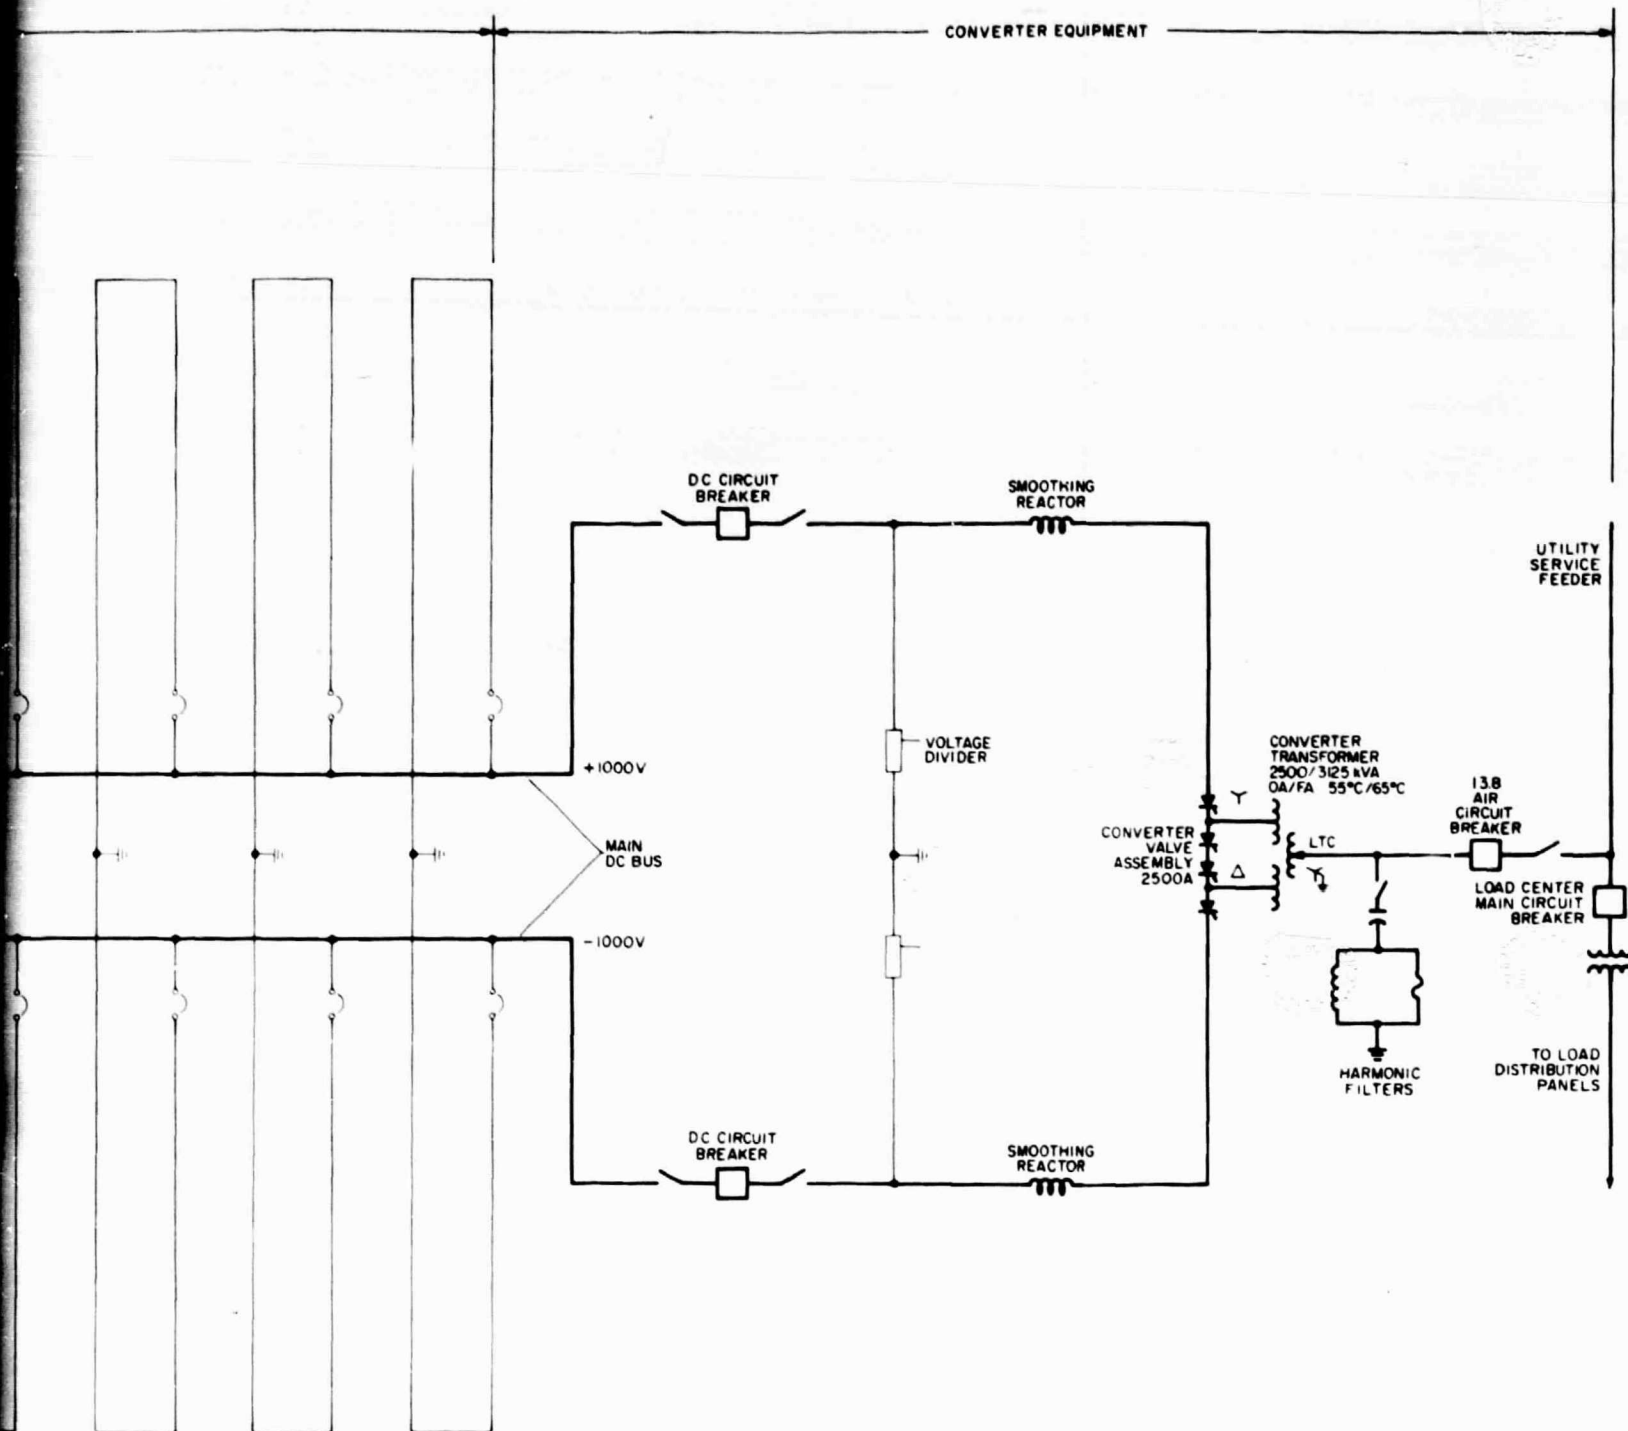 CONVERTER EQUIPMENT
DC CIRCUIT
BREAKER
SMOOTHING
REACTOR
UTILITY
SERVICE
FEEDER
+1000V
VOLTAGE
DIVIDER
CONVERTER
TRANSFORMER
2500/3125 kVA
OA/FA 55°C/65°C
13.8
AIR
CIRCUIT
BREAKER
MAIN
DC BUS
CONVERTER
VALVE
ASSEMBLY
2500A
Y
LTC
Δ
Y
LOAD CENTER
MAIN CIRCUIT
BREAKER
-1000V
HARMONIC
FILTERS
TO LOAD
DISTRIBUTION
PANELS
DC CIRCUIT
BREAKER
SMOOTHING
REACTOR